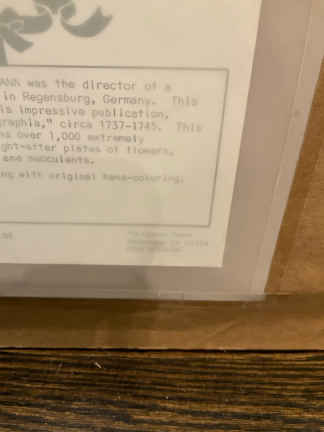 ANN was the director of a
in Regensburg, Germany. This
is impressive publication,
graphia," circa 1737-1745. This
ns over 1,000 extremely
ght-after plates of flowers,
and succulents.
ng with original hand-coloring.